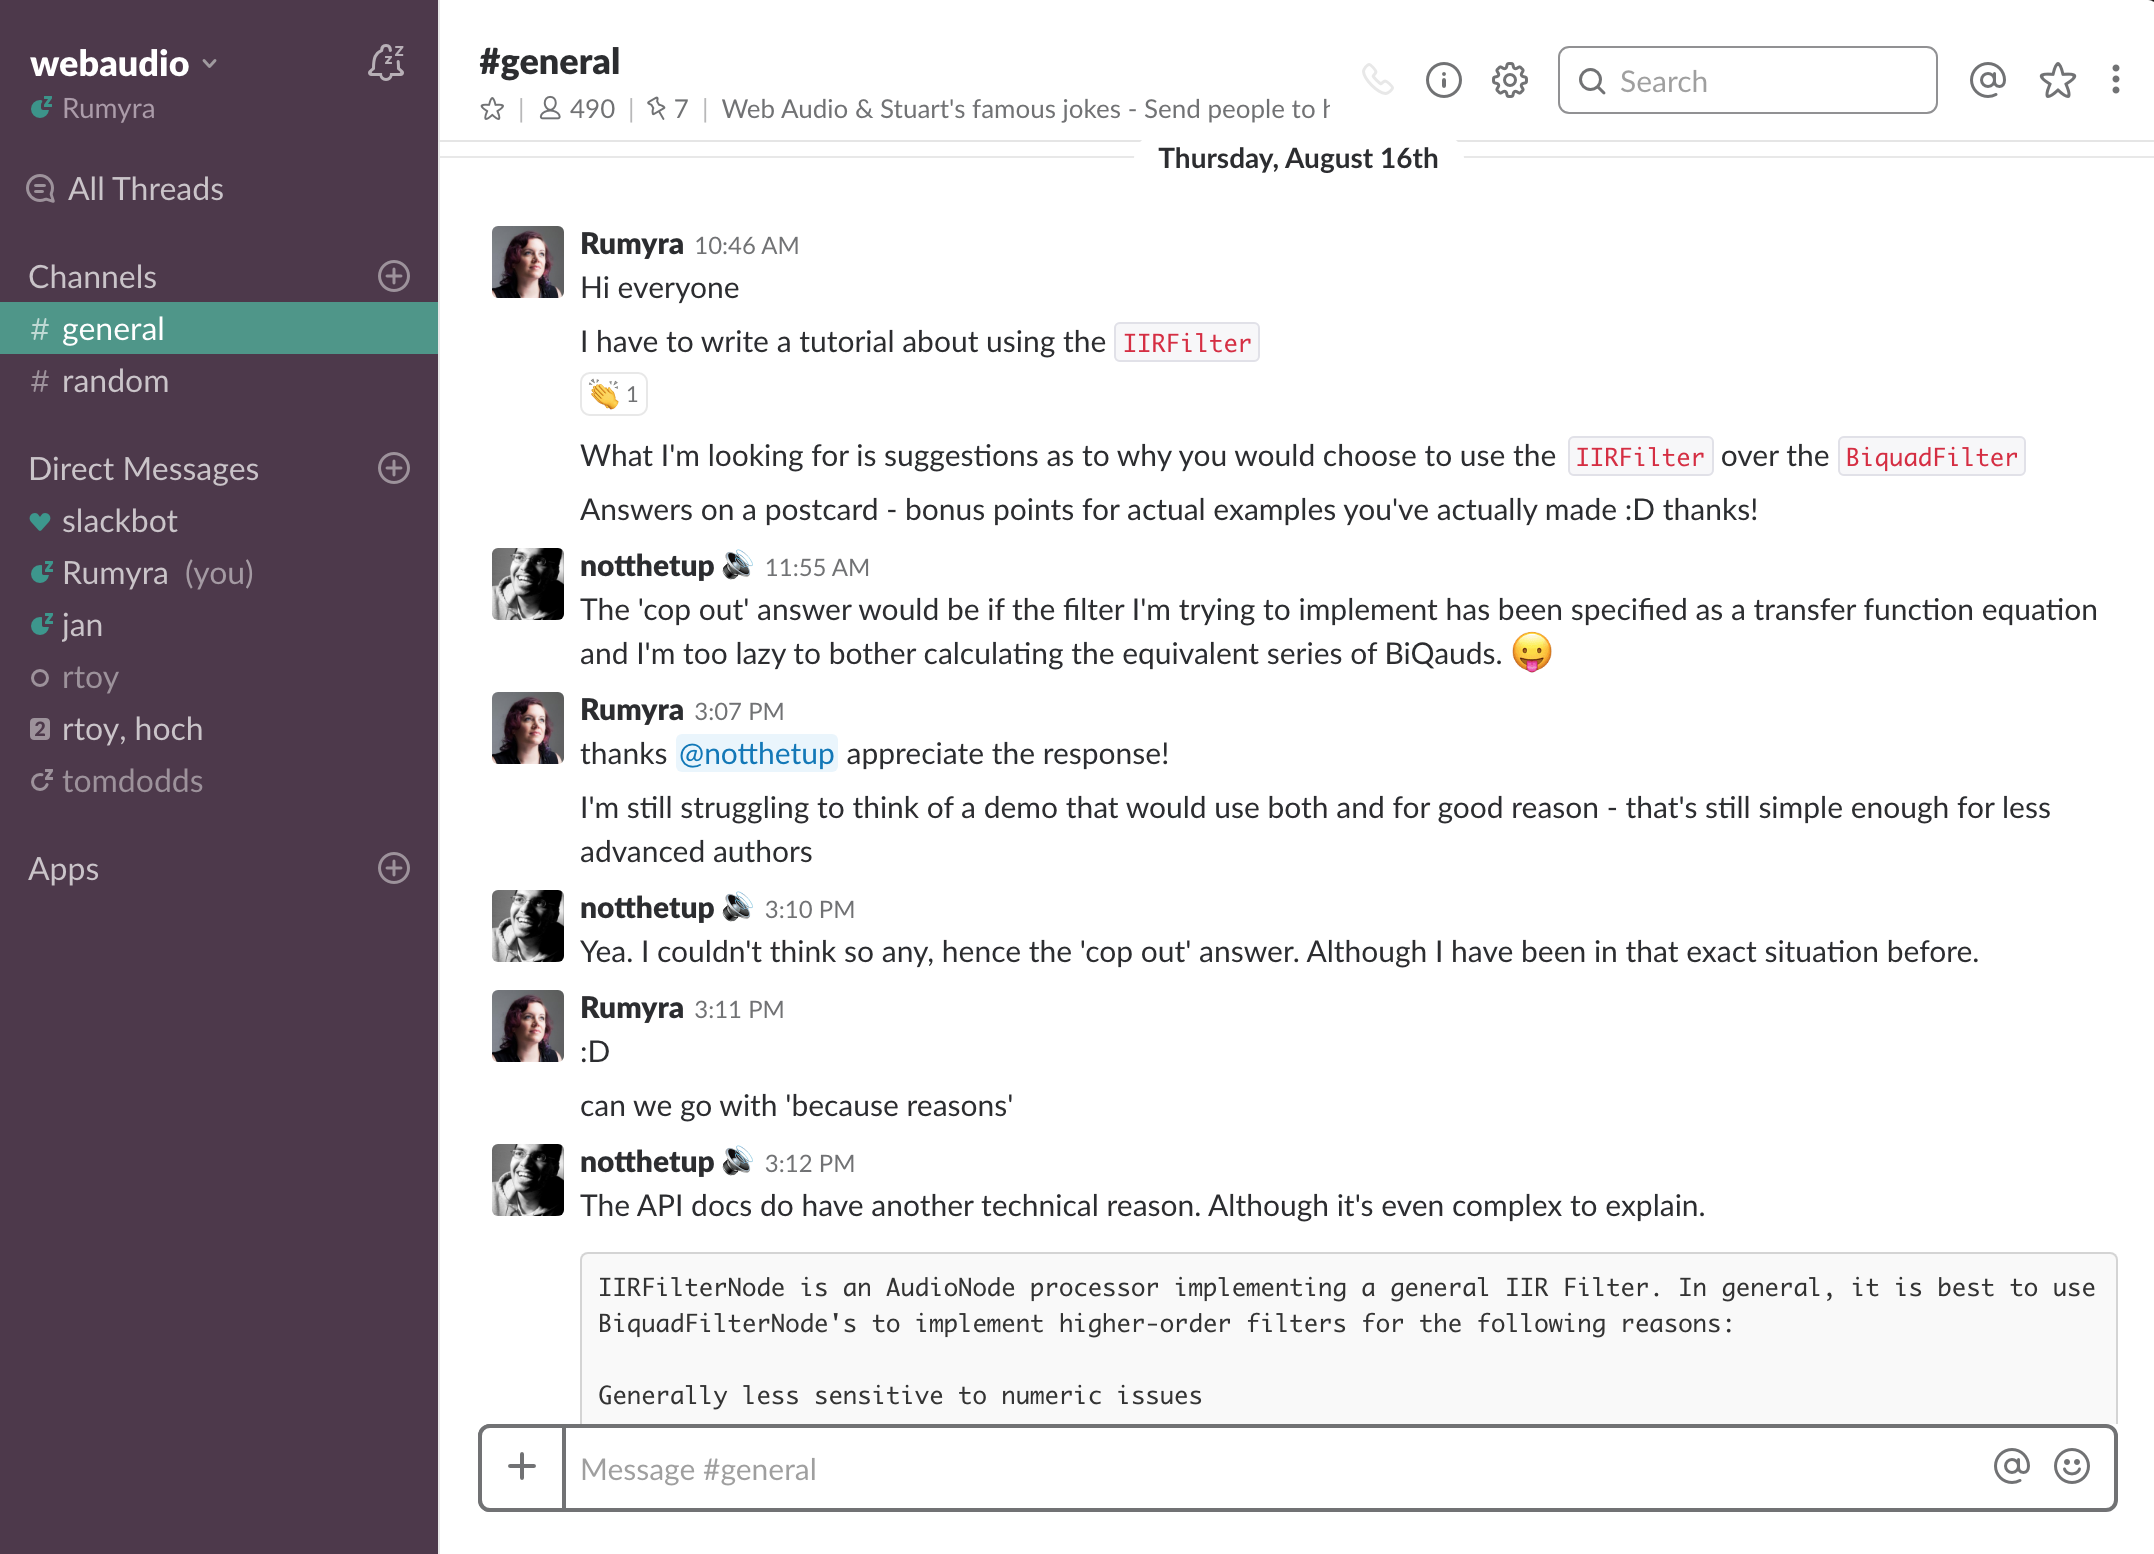 webaudio
Rumyra
All Threads
Channels
# general
# random
Direct Messages
slackbot
Rumyra (you)
jan
rtoy
2 rtoy, hoch
tomdodds
Apps
#general
490 | 7 | Web Audio & Stuart's famous jokes - Send people to h
Search
Thursday, August 16th
Rumyra 10:46 AM
Hi everyone
I have to write a tutorial about using the IIRFilter
👏 1
What I'm looking for is suggestions as to why you would choose to use the IIRFilter over the BiquadFilter
Answers on a postcard - bonus points for actual examples you've actually made :D thanks!
notthetup 🔊 11:55 AM
The 'cop out' answer would be if the filter I'm trying to implement has been specified as a transfer function equation
and I'm too lazy to bother calculating the equivalent series of BiQauds. 😛
Rumyra 3:07 PM
thanks @notthetup appreciate the response!
I'm still struggling to think of a demo that would use both and for good reason - that's still simple enough for less
advanced authors
notthetup 🔊 3:10 PM
Yea. I couldn't think so any, hence the 'cop out' answer. Although I have been in that exact situation before.
Rumyra 3:11 PM
:D
can we go with 'because reasons'
notthetup 🔊 3:12 PM
The API docs do have another technical reason. Although it's even complex to explain.
IIRFilterNode is an AudioNode processor implementing a general IIR Filter. In general, it is best to use
BiquadFilterNode's to implement higher-order filters for the following reasons:
Generally less sensitive to numeric issues
Message #general